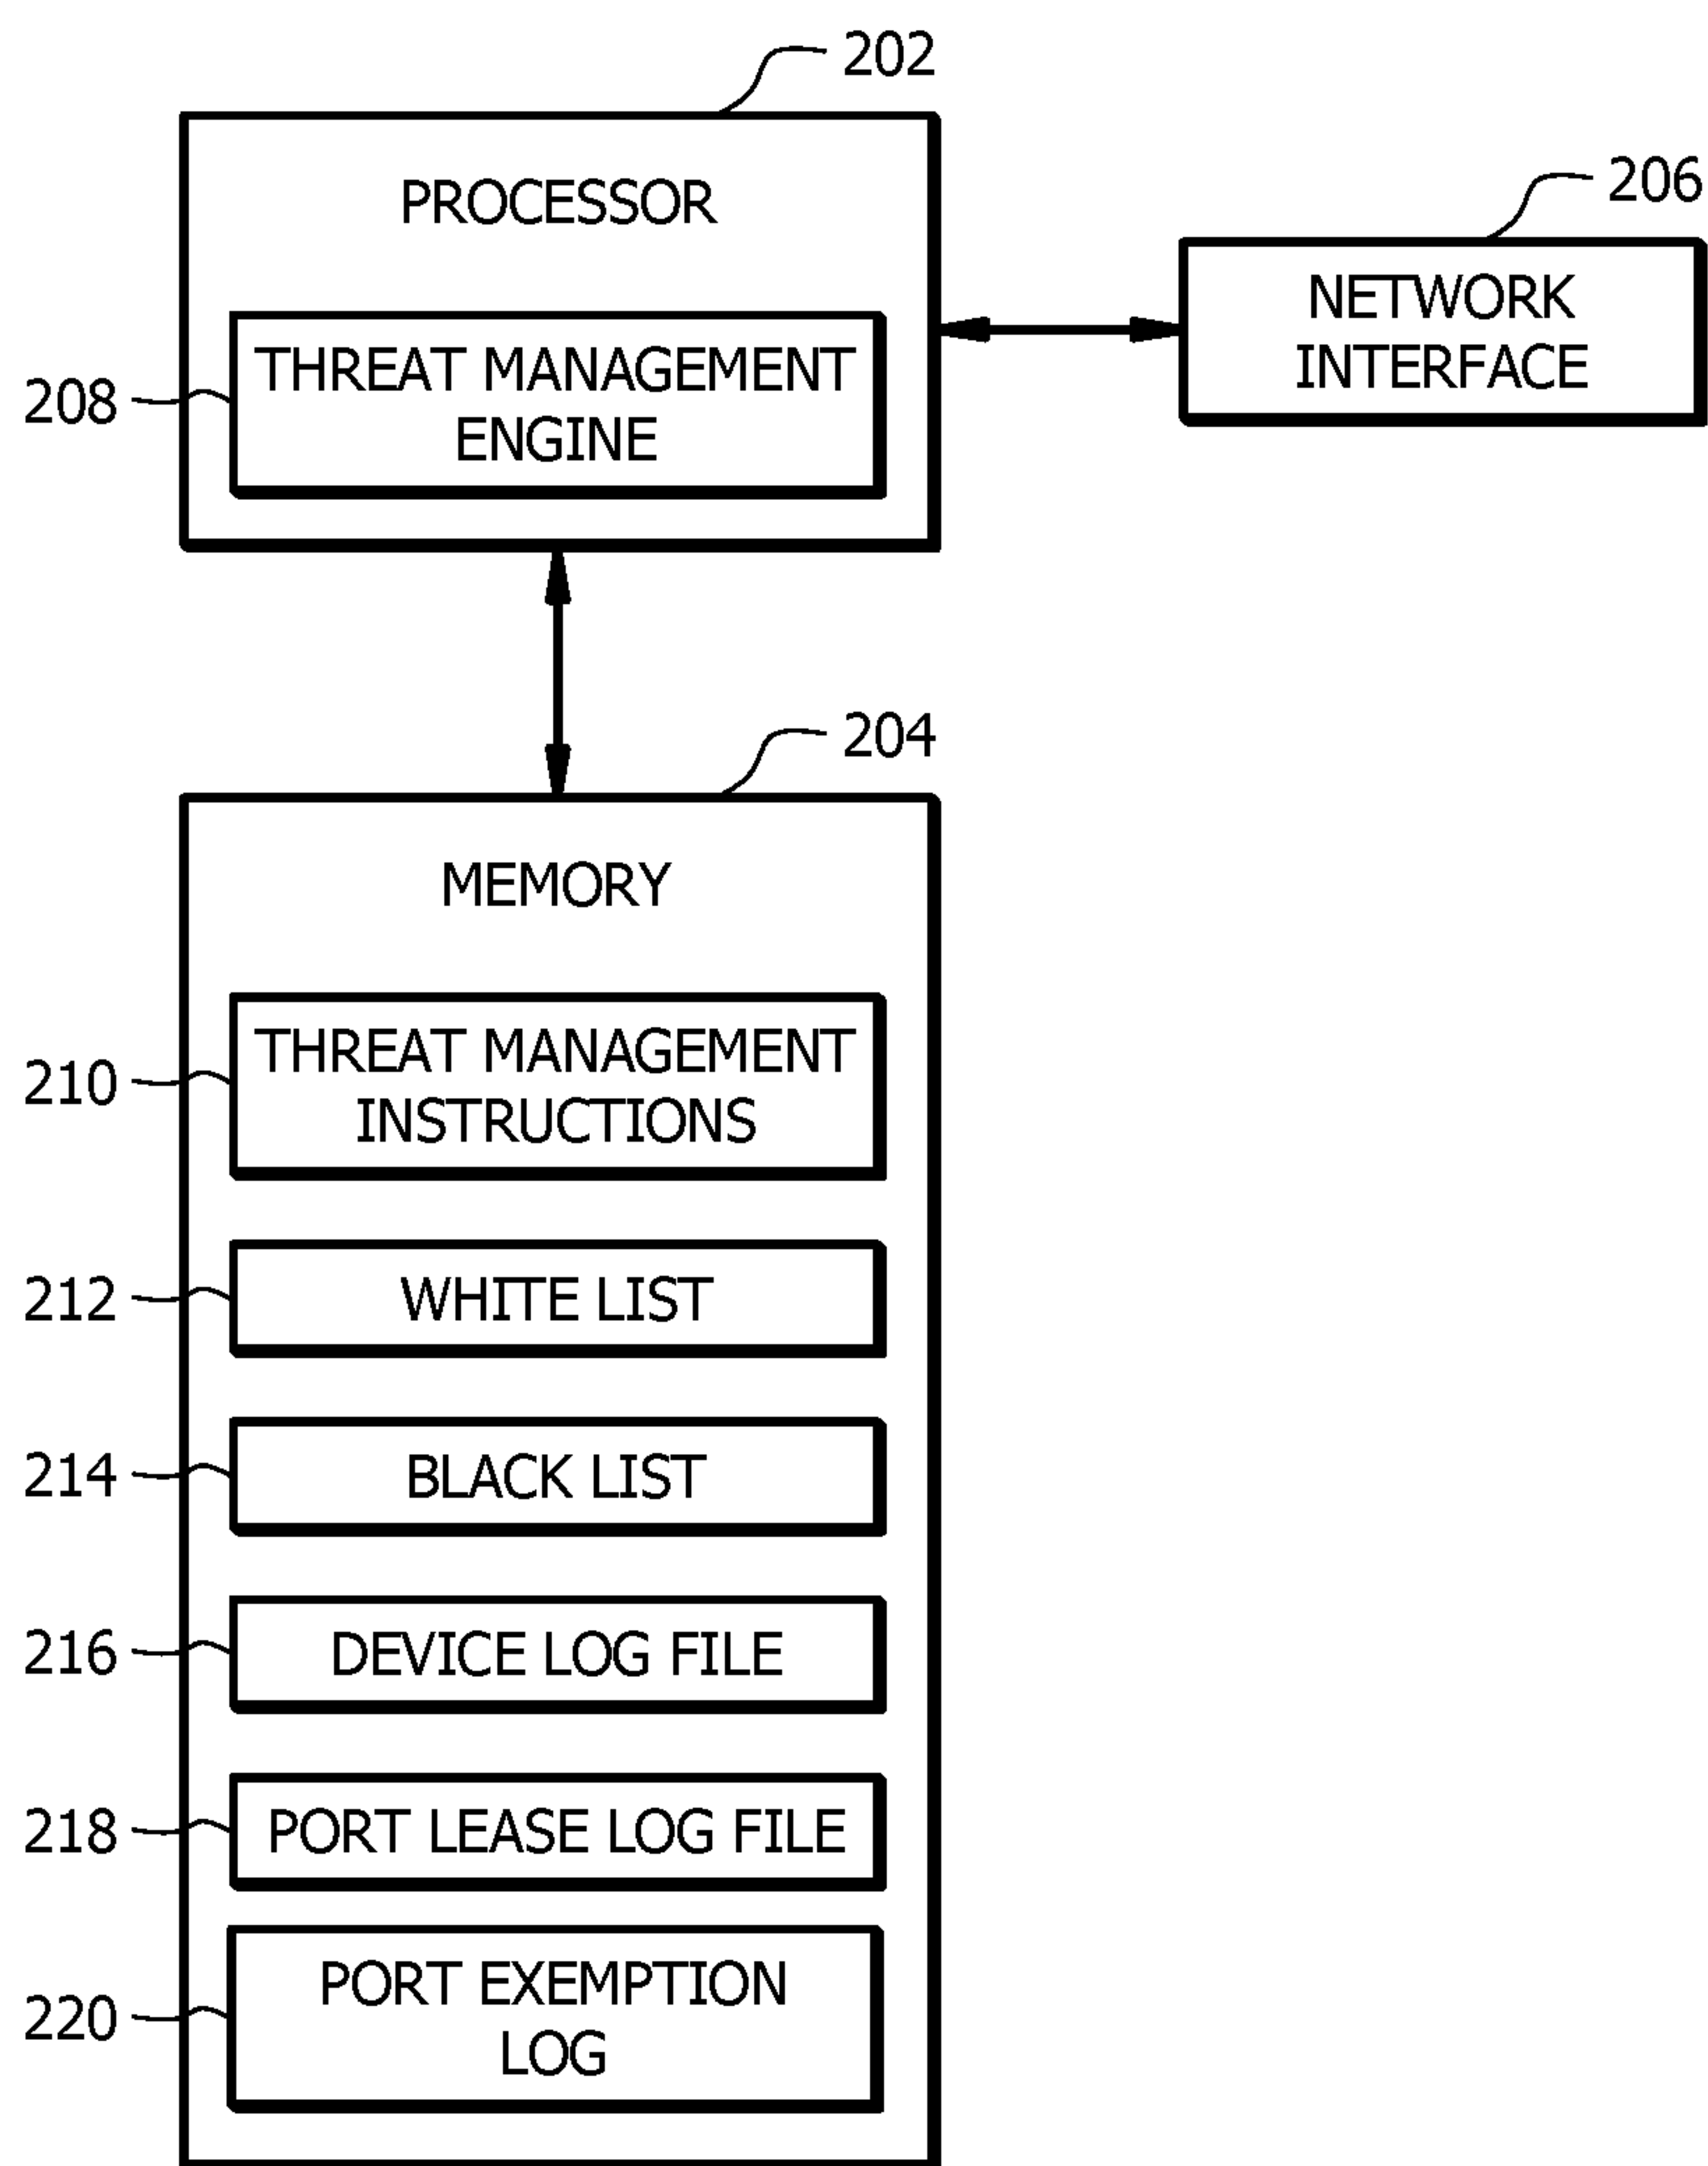 202
PROCESSOR
206
NETWORK
INTERFACE
208
THREAT MANAGEMENT
ENGINE
204
MEMORY
210
THREAT MANAGEMENT
INSTRUCTIONS
212
WHITE LIST
214
BLACK LIST
216
DEVICE LOG FILE
218
PORT LEASE LOG FILE
220
PORT EXEMPTION
LOG